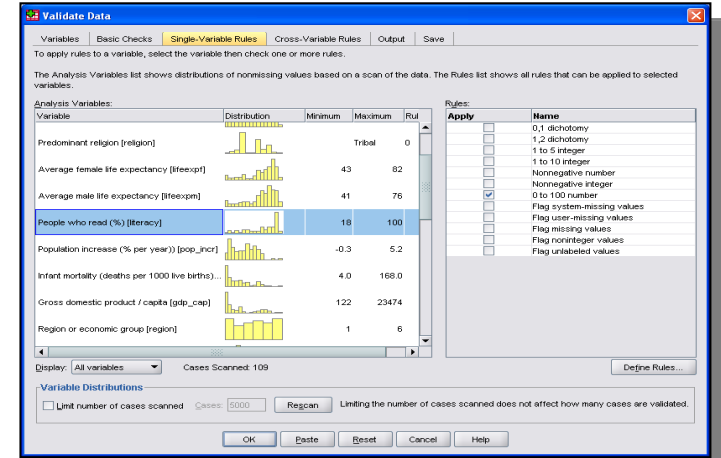 Validate Data
Variables Basic Checks Single-Variable Rules Cross-Variable Rules Output Save
To apply rules to a variable, select the variable then check one or more rules.
The Analysis Variables list shows distributions of nonmissing values based on a scan of the data. The Rules list shows all rules that can be applied to selected
variables.
Analysis Variables:
Variable Distribution Minimum Maximum Rul
Predominant religion [religion] Tribal 0
Average female life expectancy [lifeexpf] 43 82
Average male life expectancy [lifeexpm] 41 76
People who read (%) [literacy] 18 100
Population increase (% per year)) [pop_incr] -0.3 5.2
Infant mortality (deaths per 1000 live births)... 4.0 168.0
Gross domestic product / capita [gdp_cap] 122 23474
Region or economic group [region] 1 6
Display: All variables Cases Scanned: 109
Rules:
Apply Name
0,1 dichotomy
1,2 dichotomy
1 to 5 integer
1 to 10 integer
Nonnegative number
Nonnegative integer
0 to 100 number
Flag system-missing values
Flag user-missing values
Flag missing values
Flag noninteger values
Flag unlabeled values
Define Rules...
Variable Distributions
Limit number of cases scanned Cases: 5000 Rescan Limiting the number of cases scanned does not affect how many cases are validated.
OK Paste Reset Cancel Help